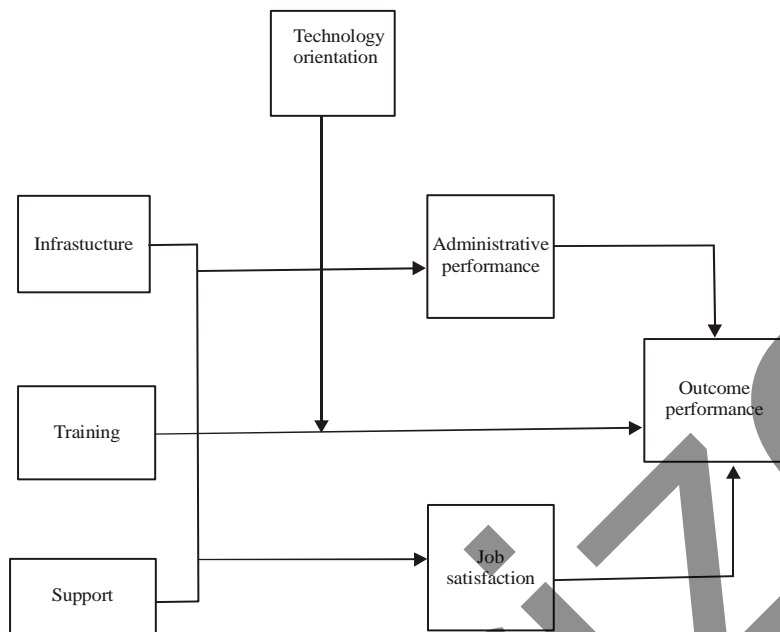 Technology
orientation
Infrastucture
Administrative
performance
Training
Outcome
performance
Support
Job
satisfaction